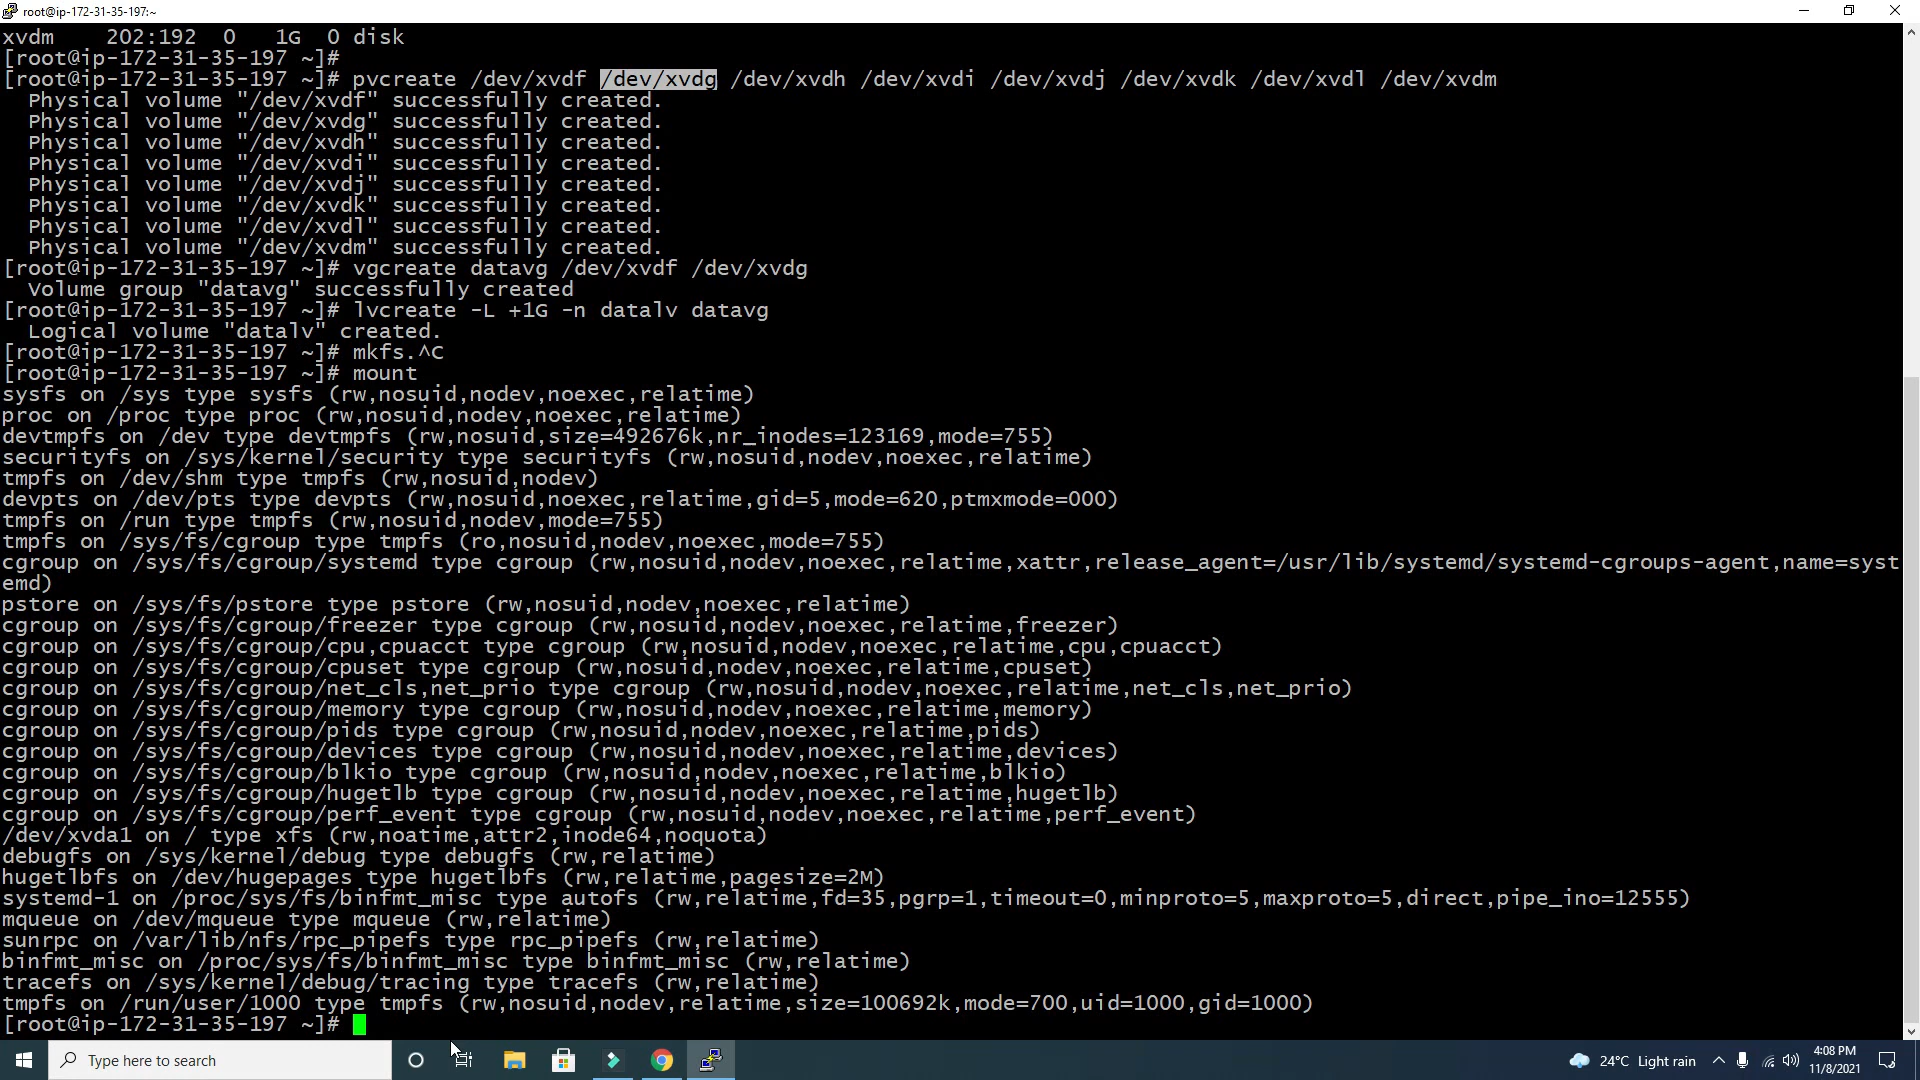 root@ip-172-31-35-197:~
xvdm    202:192  0   1G  0 disk
[root@ip-172-31-35-197 ~]#
[root@ip-172-31-35-197 ~]# pvcreate /dev/xvdf /dev/xvdg /dev/xvdh /dev/xvdi /dev/xvdj /dev/xvdk /dev/xvdl /dev/xvdm
  Physical volume "/dev/xvdf" successfully created.
  Physical volume "/dev/xvdg" successfully created.
  Physical volume "/dev/xvdh" successfully created.
  Physical volume "/dev/xvdi" successfully created.
  Physical volume "/dev/xvdj" successfully created.
  Physical volume "/dev/xvdk" successfully created.
  Physical volume "/dev/xvdl" successfully created.
  Physical volume "/dev/xvdm" successfully created.
[root@ip-172-31-35-197 ~]# vgcreate datavg /dev/xvdf /dev/xvdg
  Volume group "datavg" successfully created
[root@ip-172-31-35-197 ~]# lvcreate -L +1G -n datalv datavg
  Logical volume "datalv" created.
[root@ip-172-31-35-197 ~]# mkfs.^C
[root@ip-172-31-35-197 ~]# mount
sysfs on /sys type sysfs (rw,nosuid,nodev,noexec,relatime)
proc on /proc type proc (rw,nosuid,nodev,noexec,relatime)
devtmpfs on /dev type devtmpfs (rw,nosuid,size=492676k,nr_inodes=123169,mode=755)
securityfs on /sys/kernel/security type securityfs (rw,nosuid,nodev,noexec,relatime)
tmpfs on /dev/shm type tmpfs (rw,nosuid,nodev)
devpts on /dev/pts type devpts (rw,nosuid,noexec,relatime,gid=5,mode=620,ptmxmode=000)
tmpfs on /run type tmpfs (rw,nosuid,nodev,mode=755)
tmpfs on /sys/fs/cgroup type tmpfs (ro,nosuid,nodev,noexec,mode=755)
cgroup on /sys/fs/cgroup/systemd type cgroup (rw,nosuid,nodev,noexec,relatime,xattr,release_agent=/usr/lib/systemd/systemd-cgroups-agent,name=syst
emd)
pstore on /sys/fs/pstore type pstore (rw,nosuid,nodev,noexec,relatime)
cgroup on /sys/fs/cgroup/freezer type cgroup (rw,nosuid,nodev,noexec,relatime,freezer)
cgroup on /sys/fs/cgroup/cpu,cpuacct type cgroup (rw,nosuid,nodev,noexec,relatime,cpu,cpuacct)
cgroup on /sys/fs/cgroup/cpuset type cgroup (rw,nosuid,nodev,noexec,relatime,cpuset)
cgroup on /sys/fs/cgroup/net_cls,net_prio type cgroup (rw,nosuid,nodev,noexec,relatime,net_cls,net_prio)
cgroup on /sys/fs/cgroup/memory type cgroup (rw,nosuid,nodev,noexec,relatime,memory)
cgroup on /sys/fs/cgroup/pids type cgroup (rw,nosuid,nodev,noexec,relatime,pids)
cgroup on /sys/fs/cgroup/devices type cgroup (rw,nosuid,nodev,noexec,relatime,devices)
cgroup on /sys/fs/cgroup/blkio type cgroup (rw,nosuid,nodev,noexec,relatime,blkio)
cgroup on /sys/fs/cgroup/hugetlb type cgroup (rw,nosuid,nodev,noexec,relatime,hugetlb)
cgroup on /sys/fs/cgroup/perf_event type cgroup (rw,nosuid,nodev,noexec,relatime,perf_event)
/dev/xvda1 on / type xfs (rw,noatime,attr2,inode64,noquota)
debugfs on /sys/kernel/debug type debugfs (rw,relatime)
hugetlbfs on /dev/hugepages type hugetlbfs (rw,relatime,pagesize=2M)
systemd-1 on /proc/sys/fs/binfmt_misc type autofs (rw,relatime,fd=35,pgrp=1,timeout=0,minproto=5,maxproto=5,direct,pipe_ino=12555)
mqueue on /dev/mqueue type mqueue (rw,relatime)
sunrpc on /var/lib/nfs/rpc_pipefs type rpc_pipefs (rw,relatime)
binfmt_misc on /proc/sys/fs/binfmt_misc type binfmt_misc (rw,relatime)
tracefs on /sys/kernel/debug/tracing type tracefs (rw,relatime)
tmpfs on /run/user/1000 type tmpfs (rw,nosuid,nodev,relatime,size=100692k,mode=700,uid=1000,gid=1000)
[root@ip-172-31-35-197 ~]#
Type here to search
24°C Light rain
4:08 PM
11/8/2021